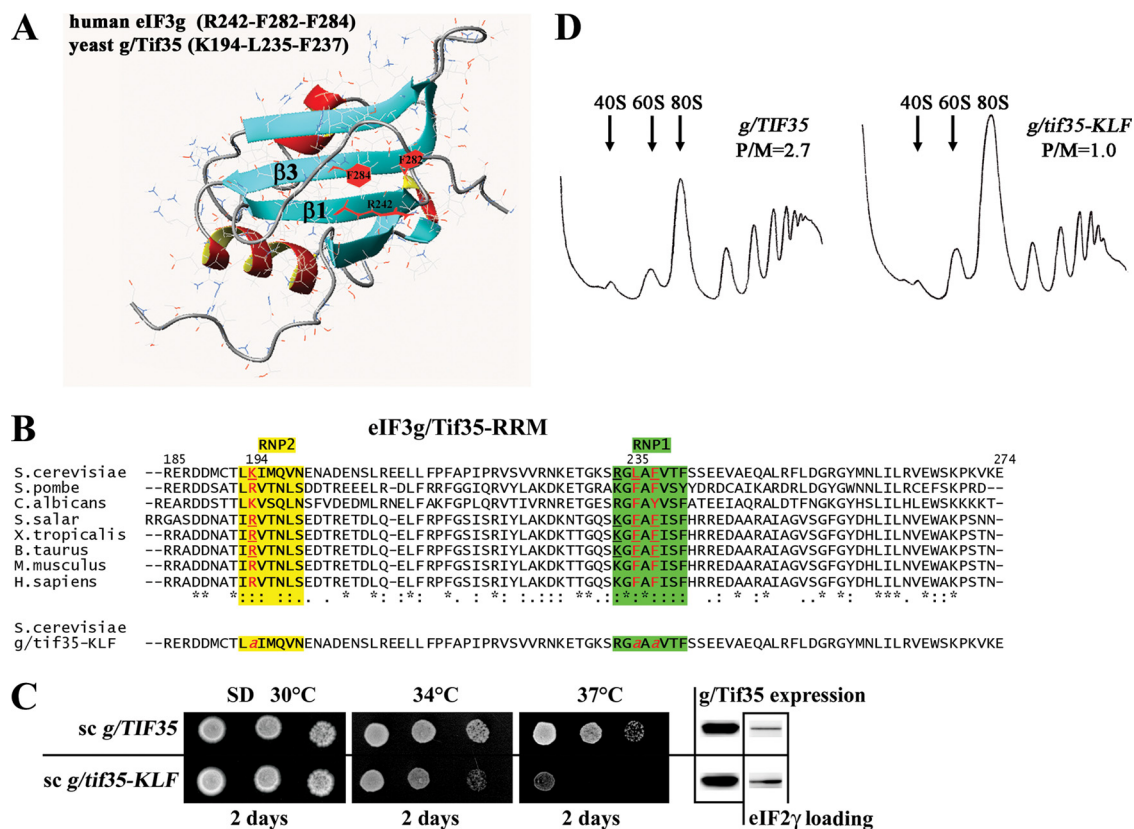 A
human eIF3g (R242-F282-F284)
yeast g/Tif35 (K194-L235-F237)
β3
F282
F284
β1
R242
D
40S 60S 80S
g/TIF35
P/M=2.7
40S 60S 80S
g/tif35-KLF
P/M=1.0
B
eIF3g/Tif35-RRM
RNP2 RNP1
185 194 235 274
S.cerevisiae --RERDDMCTLKIMQVNENADENSLREELLFPFAPIPRVSVVRNKETGKSRGLAFVTFSSEEVAEQALRFLDGRGYMNLILRVEWSKPKVKE
S.pombe --RERDDSATLRVTNLSDDTREEELR-DLFRRFGGIQRVYLAKDKETGRAKGFAFVSYYDRDCAIKARDRLDGYGWNNLILRCEFSKPRD-
C.albicans -REARDDSTTLKVSQLNSFVDEDMLRNELFAKFGPLQRVTIVRNRETGESRGFAYVSFATEEIAQRALDTFNGKGYHSLILHLEWSKKKKT-
S.salar RRGASDDNATIRVTNLSEDTRETDLQ-ELFRPFGSISRIYLAKDKNTGQSKGFAFISFHRREDAARAIAGVSGFGYDHLILNVEWAKPSNN-
X.tropicalis --RRADDNATIRVTNLSEDTRETDLQ-ELFRPFGSISRIYLAKDKTTGQSKGFAFISFHRREDAARAIAGVSGFGYDHLILNVEWAKPSTN-
B.taurus --RRADDNATIRVTNLSEDTRETDLQ-ELFRPFGSISRIYLAKDKTTGQSKGFAFISFHRREDAARAIAGVSGFGYDHLILNVEWAKPSTN-
M.musculus --RRADDNATIRVTNLSEDTRETDLQ-ELFRPFGSISRIYLAKDKTTGQSKGFAFISFHRREDAARAIAGVSGFGYDHLILNVEWAKPSTN-
H.sapiens --RRADDNATIRVTNLSEDTRETDLQ-ELFRPFGSISRIYLAKDKTTGQSKGFAFISFHRREDAARAIAGVSGFGYDHLILNVEWAKPSTN-
S.cerevisiae
g/tif35-KLF --RERDDMCTLaIMQVNENADENSLREELLFPFAPIPRVSVVRNKETGKSRGaAaVTFSSEEVAEQALRFLDGRGYMNLILRVEWSKPKVKE
C
SD 30°C 34°C 37°C g/Tif35 expression
sc g/TIF35
sc g/tif35-KLF
2 days 2 days 2 days eIF2γ loading